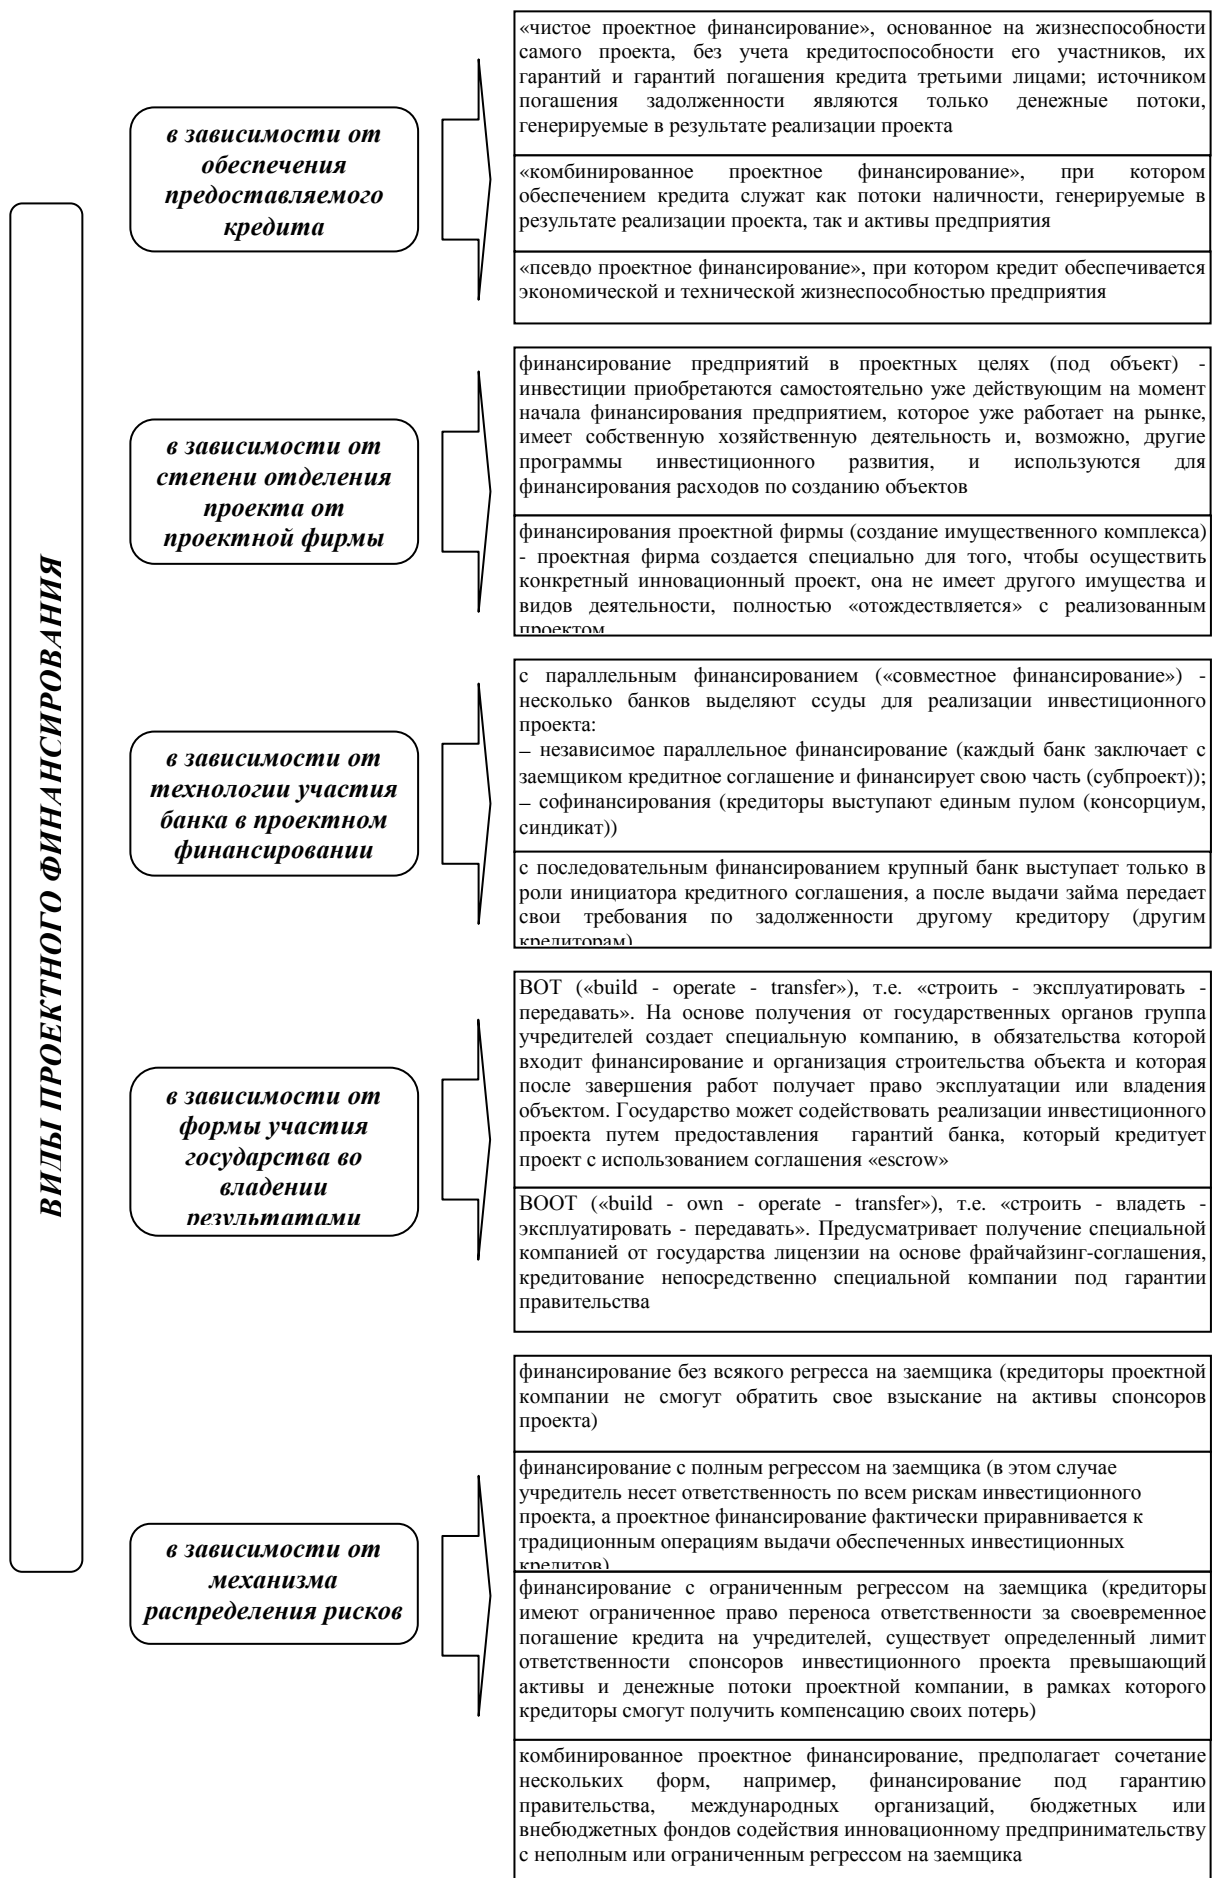 ВИДЫ ПРОЕКТНОГО ФИНАНСИРОВАНИЯ
в зависимости от
обеспечения
предоставляемого
кредита
«чистое проектное финансирование», основанное на жизнеспособности
самого проекта, без учета кредитоспособности его участников, их
гарантий и гарантий погашения кредита третьими лицами; источником
погашения задолженности являются только денежные потоки,
генерируемые в результате реализации проекта
«комбинированное проектное финансирование», при котором
обеспечением кредита служат как потоки наличности, генерируемые в
результате реализации проекта, так и активы предприятия
«псевдо проектное финансирование», при котором кредит обеспечивается
экономической и технической жизнеспособностью предприятия
в зависимости от
степени отделения
проекта от
проектной фирмы
финансирование предприятий в проектных целях (под объект) -
инвестиции приобретаются самостоятельно уже действующим на момент
начала финансирования предприятием, которое уже работает на рынке,
имеет собственную хозяйственную деятельность и, возможно, другие
программы инвестиционного развития, и используются для
финансирования расходов по созданию объектов
финансирования проектной фирмы (создание имущественного комплекса)
- проектная фирма создается специально для того, чтобы осуществить
конкретный инновационный проект, она не имеет другого имущества и
видов деятельности, полностью «отождествляется» с реализованным
проектом
в зависимости от
технологии участия
банка в проектном
финансировании
с параллельным финансированием («совместное финансирование») -
несколько банков выделяют ссуды для реализации инвестиционного
проекта:
– независимое параллельное финансирование (каждый банк заключает с
заемщиком кредитное соглашение и финансирует свою часть (субпроект));
– софинансирования (кредиторы выступают единым пулом (консорциум,
синдикат))
с последовательным финансированием крупный банк выступает только в
роли инициатора кредитного соглашения, а после выдачи займа передает
свои требования по задолженности другому кредитору (другим
кредиторам)
в зависимости от
формы участия
государства во
владении
результатами
ВОТ («build - operate - transfer»), т.е. «строить - эксплуатировать -
передавать». На основе получения от государственных органов группа
учредителей создает специальную компанию, в обязательства которой
входит финансирование и организация строительства объекта и которая
после завершения работ получает право эксплуатации или владения
объектом. Государство может содействовать реализации инвестиционного
проекта путем предоставления гарантий банка, который кредитует
проект с использованием соглашения «escrow»
BOOT («build - own - operate - transfer»), т.е. «строить - владеть -
эксплуатировать - передавать». Предусматривает получение специальной
компанией от государства лицензии на основе фрайчайзинг-соглашения,
кредитование непосредственно специальной компании под гарантии
правительства
в зависимости от
механизма
распределения рисков
финансирование без всякого регресса на заемщика (кредиторы проектной
компании не смогут обратить свое взыскание на активы спонсоров
проекта)
финансирование с полным регрессом на заемщика (в этом случае
учредитель несет ответственность по всем рискам инвестиционного
проекта, а проектное финансирование фактически приравнивается к
традиционным операциям выдачи обеспеченных инвестиционных
кредитов)
финансирование с ограниченным регрессом на заемщика (кредиторы
имеют ограниченное право переноса ответственности за своевременное
погашение кредита на учредителей, существует определенный лимит
ответственности спонсоров инвестиционного проекта превышающий
активы и денежные потоки проектной компании, в рамках которого
кредиторы смогут получить компенсацию своих потерь)
комбинированное проектное финансирование, предполагает сочетание
нескольких форм, например, финансирование под гарантию
правительства, международных организаций, бюджетных или
внебюджетных фондов содействия инновационному предпринимательству
с неполным или ограниченным регрессом на заемщика